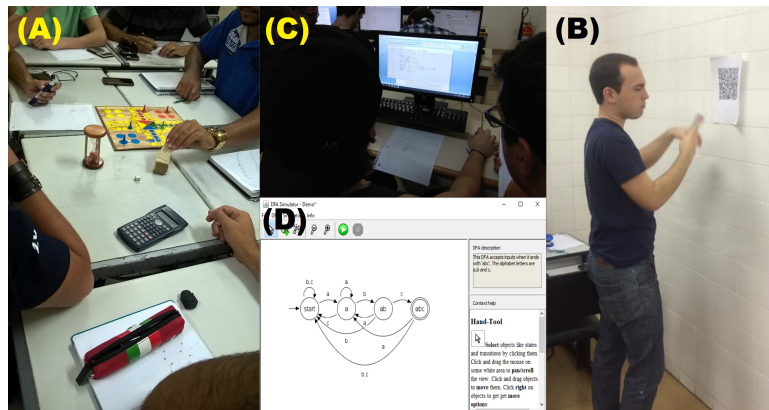 (A)
(C)
(B)
(D)
DFA Simulator - Demo*
Info
b,c
a
a
b
c
start
a
ab
abc
c
a
b
a
b,c
DFA description
This DFA accepts inputs when it ends
with 'abc'. The alphabet letters are
a,b and c.
Context help
Hand-Tool
Select objects like states
and transitions by clicking them.
Click and drag the mouse on
some white area to pan/scroll
the view. Click and drag objects
to move them. Click right on
objects to get get more
options: